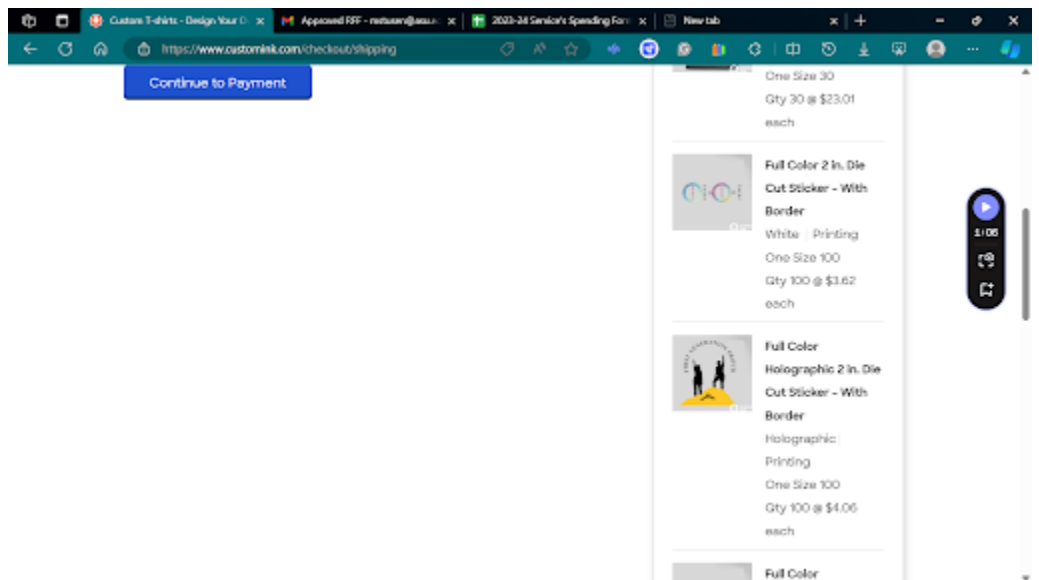 Custom T-shirts - Design Your O
Approved RFF -
2023-24 Senior's Spending For
New tab
https://www.customink.com/checkout/shipping
Continue to Payment
One Size 30
Qty 30 @ $23.01
each
Full Color 2 in. Die
Cut Sticker - With
Border
White | Printing
One Size 100
Qty 100 @ $3.62
each
1:06
Full Color
Holographic 2 in. Die
Cut Sticker - With
Border
Holographic |
Printing
One Size 100
Qty 100 @ $4.06
each
Full Color